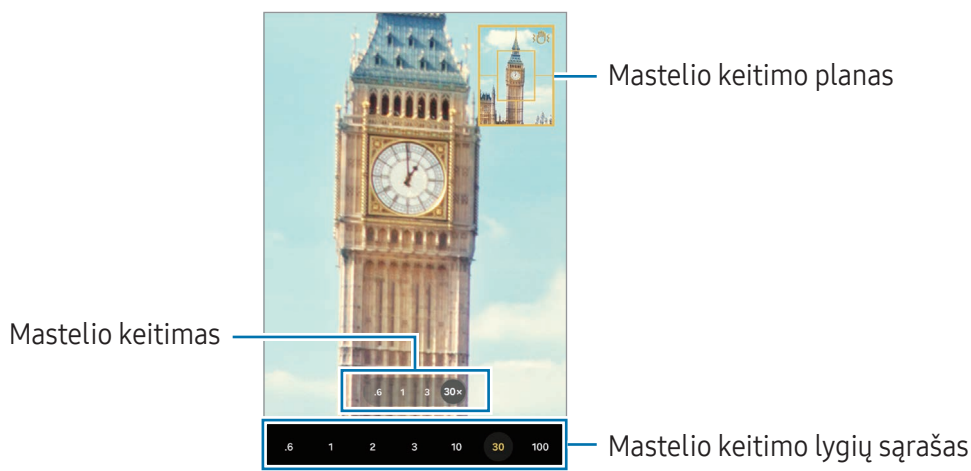 Mastelio keitimo planas
Mastelio keitimas
.6 1 3 30×
.6 1 2 3 10 30 100
Mastelio keitimo lygių sąrašas